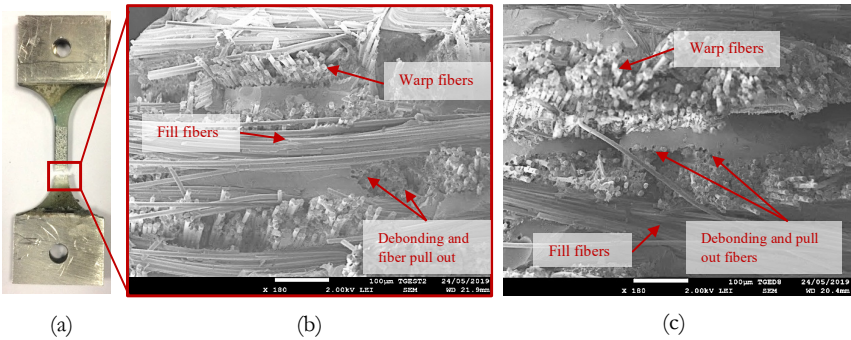 Warp fibers
Fill fibers
Debonding and
fiber pull out
100μm TGEST2 24/05/2019
X 180 2.00kV LEI SEM WD 21.9mm
Warp fibers
Fill fibers
Debonding and pull
out fibers
100μm TGED8 24/05/2019
X 180 2.00kV LEI SEM WD 20.4mm
(a)
(b)
(c)